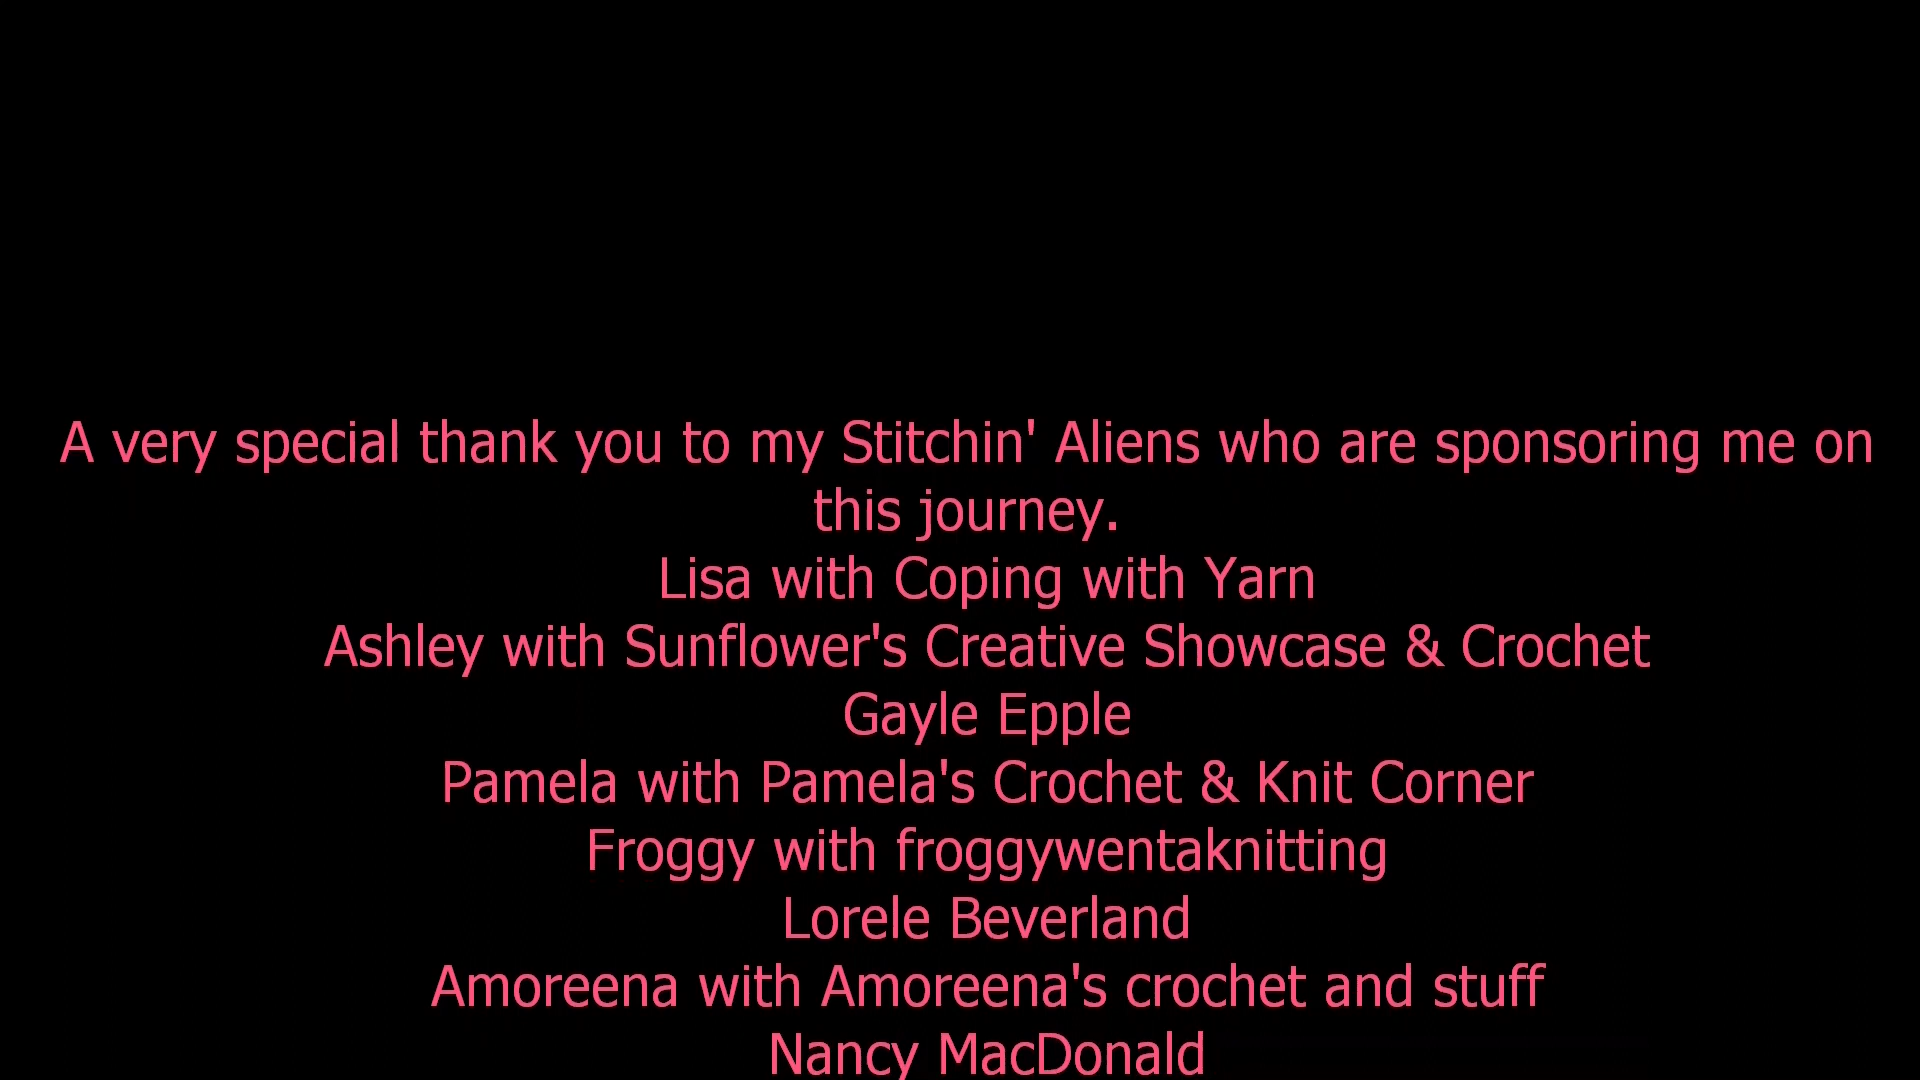 A very special thank you to my Stitchin' Aliens who are sponsoring me on
this journey.
Lisa with Coping with Yarn
Ashley with Sunflower's Creative Showcase & Crochet
Gayle Epple
Pamela with Pamela's Crochet & Knit Corner
Froggy with froggywentaknitting
Lorele Beverland
Amoreena with Amoreena's crochet and stuff
Nancy MacDonald